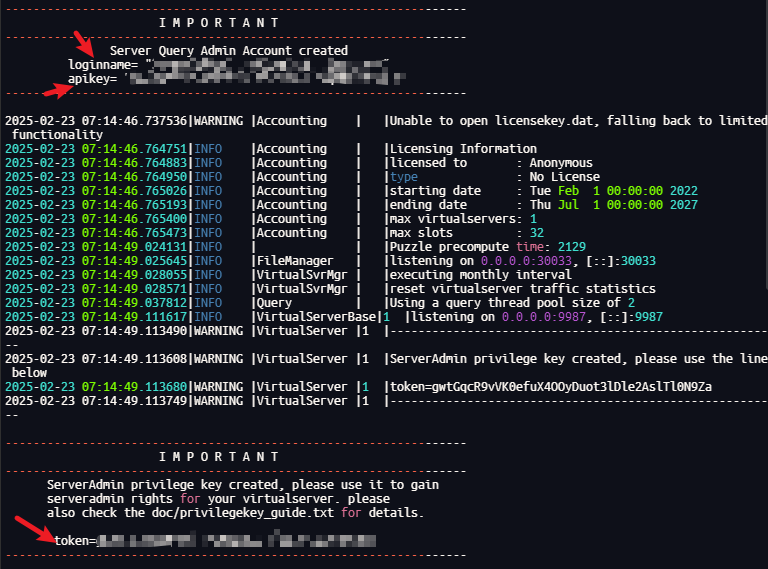 ------------------------------------------------------------------
I M P O R T A N T
------------------------------------------------------------------
Server Query Admin Account created
loginname= "
apikey= "
------------------------------------------------------------------
2025-02-23 07:14:46.737536|WARNING |Accounting    |   |Unable to open licensekey.dat, falling back to limited
functionality
2025-02-23 07:14:46.764751|INFO    |Accounting    |   |Licensing Information
2025-02-23 07:14:46.764883|INFO    |Accounting    |   |licensed to       : Anonymous
2025-02-23 07:14:46.764950|INFO    |Accounting    |   |type              : No License
2025-02-23 07:14:46.765026|INFO    |Accounting    |   |starting date     : Tue Feb  1 00:00:00 2022
2025-02-23 07:14:46.765193|INFO    |Accounting    |   |ending date       : Thu Jul  1 00:00:00 2027
2025-02-23 07:14:46.765400|INFO    |Accounting    |   |max virtualservers: 1
2025-02-23 07:14:46.765473|INFO    |Accounting    |   |max slots         : 32
2025-02-23 07:14:49.024131|INFO    |              |   |Puzzle precompute time: 2129
2025-02-23 07:14:49.025645|INFO    |FileManager   |   |listening on 0.0.0.0:30033, [::]:30033
2025-02-23 07:14:49.028055|INFO    |VirtualSvrMgr |   |executing monthly interval
2025-02-23 07:14:49.028571|INFO    |VirtualSvrMgr |   |reset virtualserver traffic statistics
2025-02-23 07:14:49.037812|INFO    |Query         |   |Using a query thread pool size of 2
2025-02-23 07:14:49.111617|INFO    |VirtualServerBase|1  |listening on 0.0.0.0:9987, [::]:9987
2025-02-23 07:14:49.113490|WARNING |VirtualServer |1  |------------------------------------------------------
--
2025-02-23 07:14:49.113608|WARNING |VirtualServer |1  |ServerAdmin privilege key created, please use the line
below
2025-02-23 07:14:49.113680|WARNING |VirtualServer |1  |token=gwtGqcR9vVK0efuX4OOyDuot3lDle2AslTl0N9Za
2025-02-23 07:14:49.113749|WARNING |VirtualServer |1  |------------------------------------------------------
--
------------------------------------------------------------------
I M P O R T A N T
------------------------------------------------------------------
ServerAdmin privilege key created, please use it to gain
serveradmin rights for your virtualserver. please
also check the doc/privilegekey_guide.txt for details.
token=
------------------------------------------------------------------